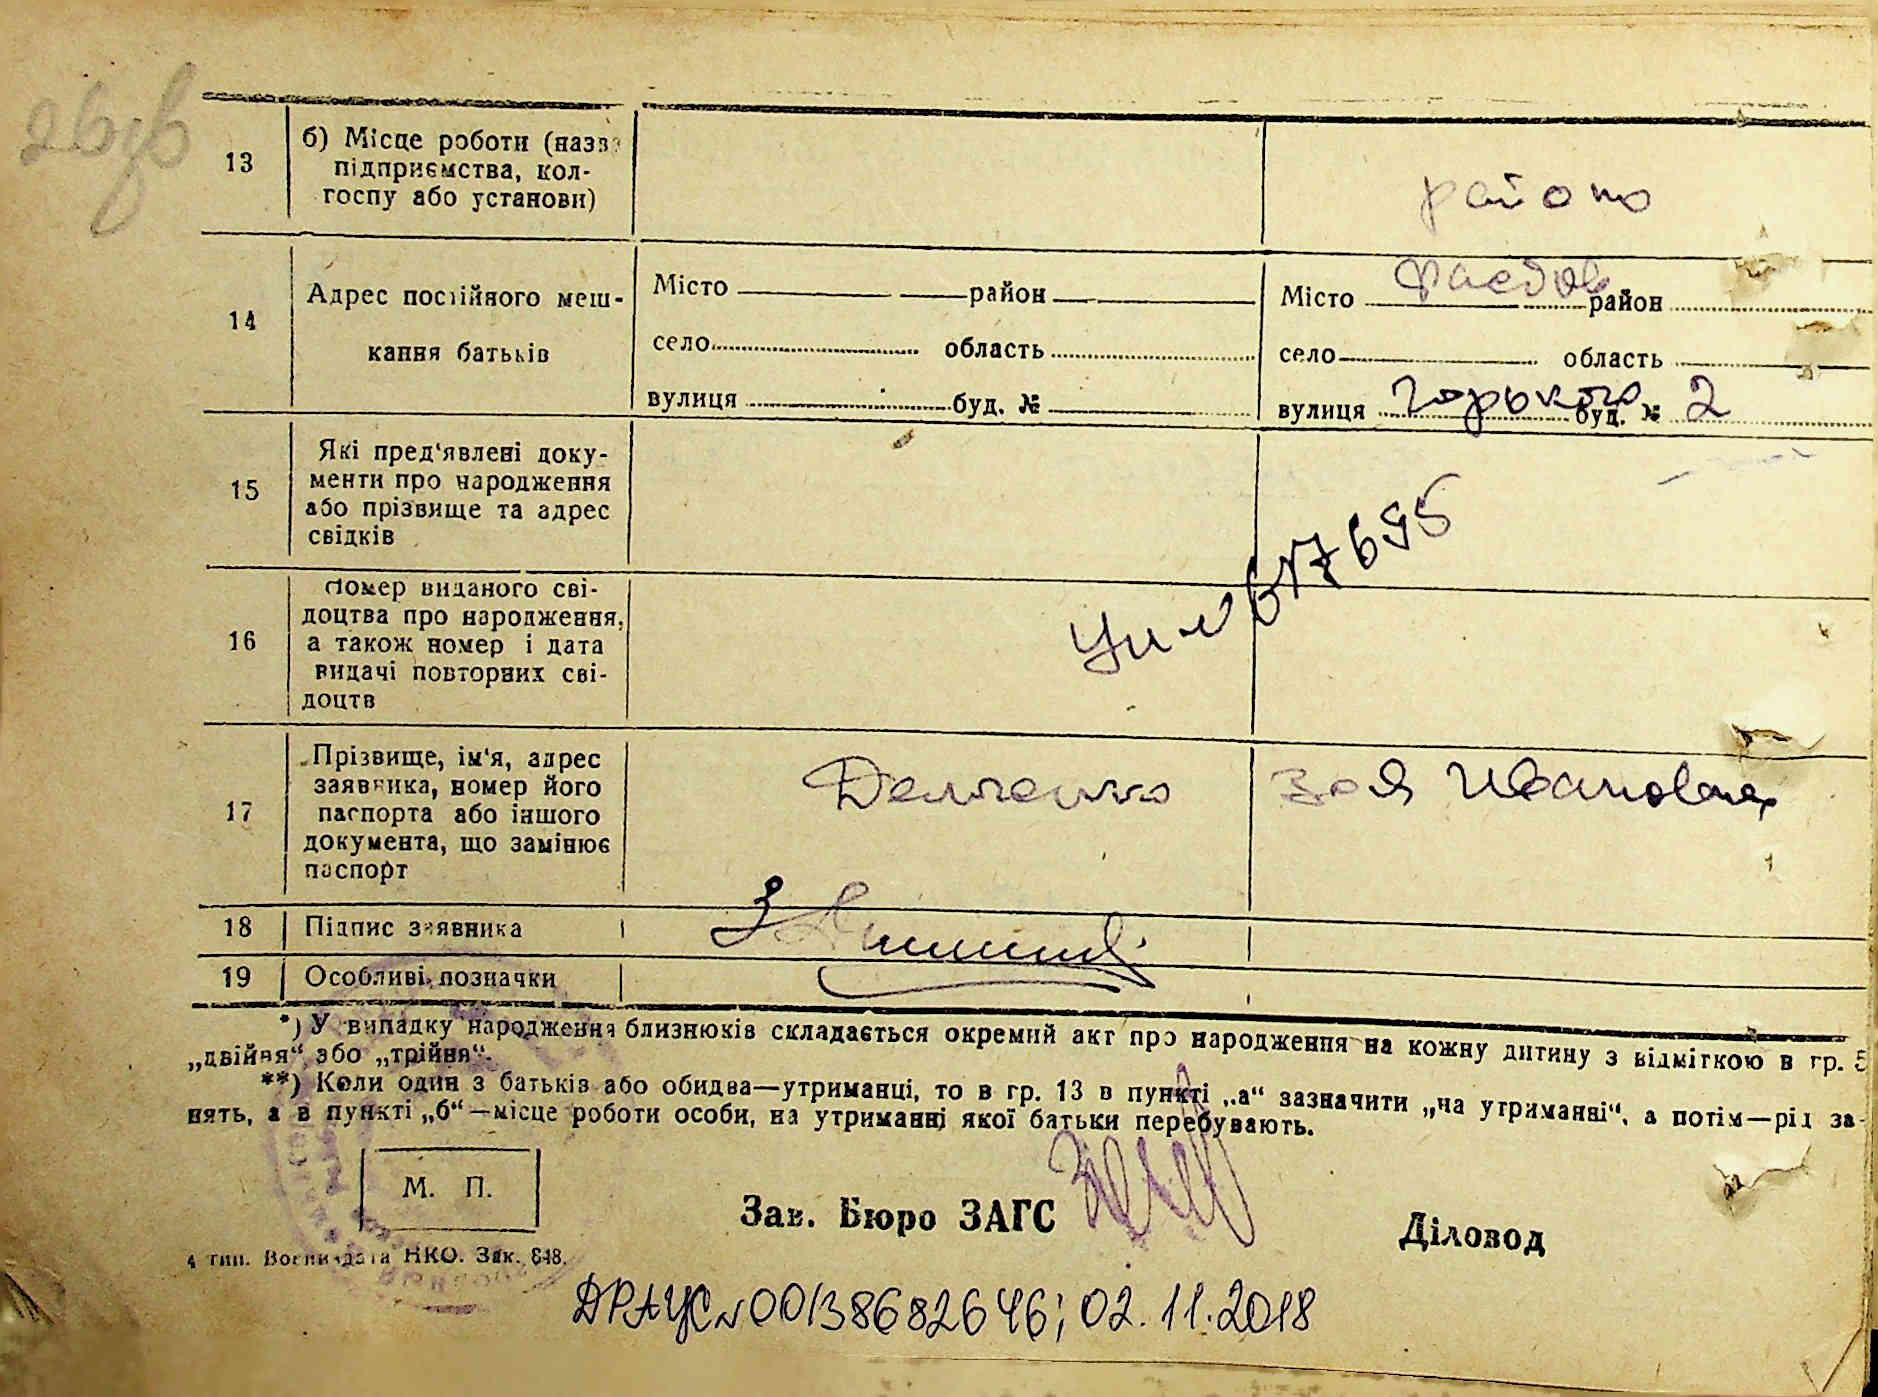 13
б) Місце роботи (назва
підприємства, кол-
госпу або установи)
районо
14
Адрес постійного меш-
кання батьків
Місто район
село область
вулиця буд. №
Місто Фастов район
село область
вулиця Горького буд. № 2
15
Які пред'явлені доку-
менти про народження
або прізвище та адрес
свідків
16
Номер виданого сві-
доцтва про народження,
а також номер і дата
видачі повторних сві-
доцтв
17
Прізвище, ім'я, адрес
заявника, номер його
паспорта або іншого
документа, що замінює
паспорт
Зоя Ивановна
18 Підпис заявника
19 Особливі позначки
*) У випадку народження близнюків складається окремий акт про народження на кожну дитину з відміткою в гр. 5
„двійня“ або „трійня“.
**) Коли один з батьків або обидва—утриманці, то в гр. 13 в пункті „а“ зазначити „на утриманні“, а потім—рід за-
нять, а в пункті „б“—місце роботи особи, на утриманні якої батьки перебувають.
М. П.
Зав. Бюро ЗАГС
Діловод
4 тип. Воениздата НКО. Зак. 848.
ДРАЦС № 00138682646; 02.11.2018